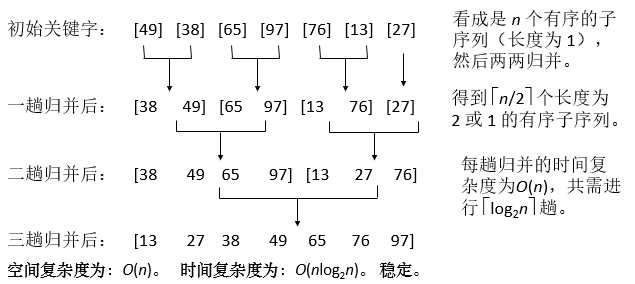 初始关键字： [49] [38] [65] [97] [76] [13] [27]
看成是 n 个有序的子
序列（长度为 1），
然后两两归并。
一趟归并后： [38 49] [65 97] [13 76] [27]
得到⌈n/2⌉个长度为
2 或 1 的有序子序列。
二趟归并后： [38 49 65 97] [13 27 76]
每趟归并的时间复
杂度为O(n)，共需进
行⌈log₂n⌉趟。
三趟归并后： [13 27 38 49 65 76 97]
空间复杂度为：O(n)。 时间复杂度为：O(nlog₂n)。 稳定。